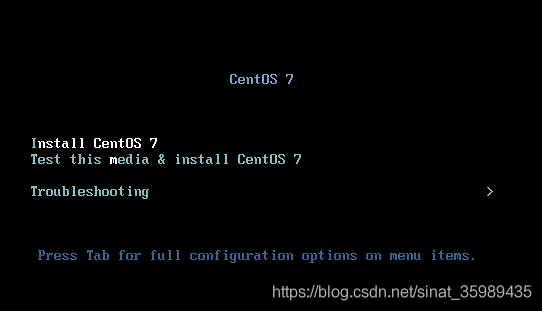 CentOS 7
Install CentOS 7
Test this media & install CentOS 7
Troubleshooting >
Press Tab for full configuration options on menu items.
https://blog.csdn.net/sinat_35989435